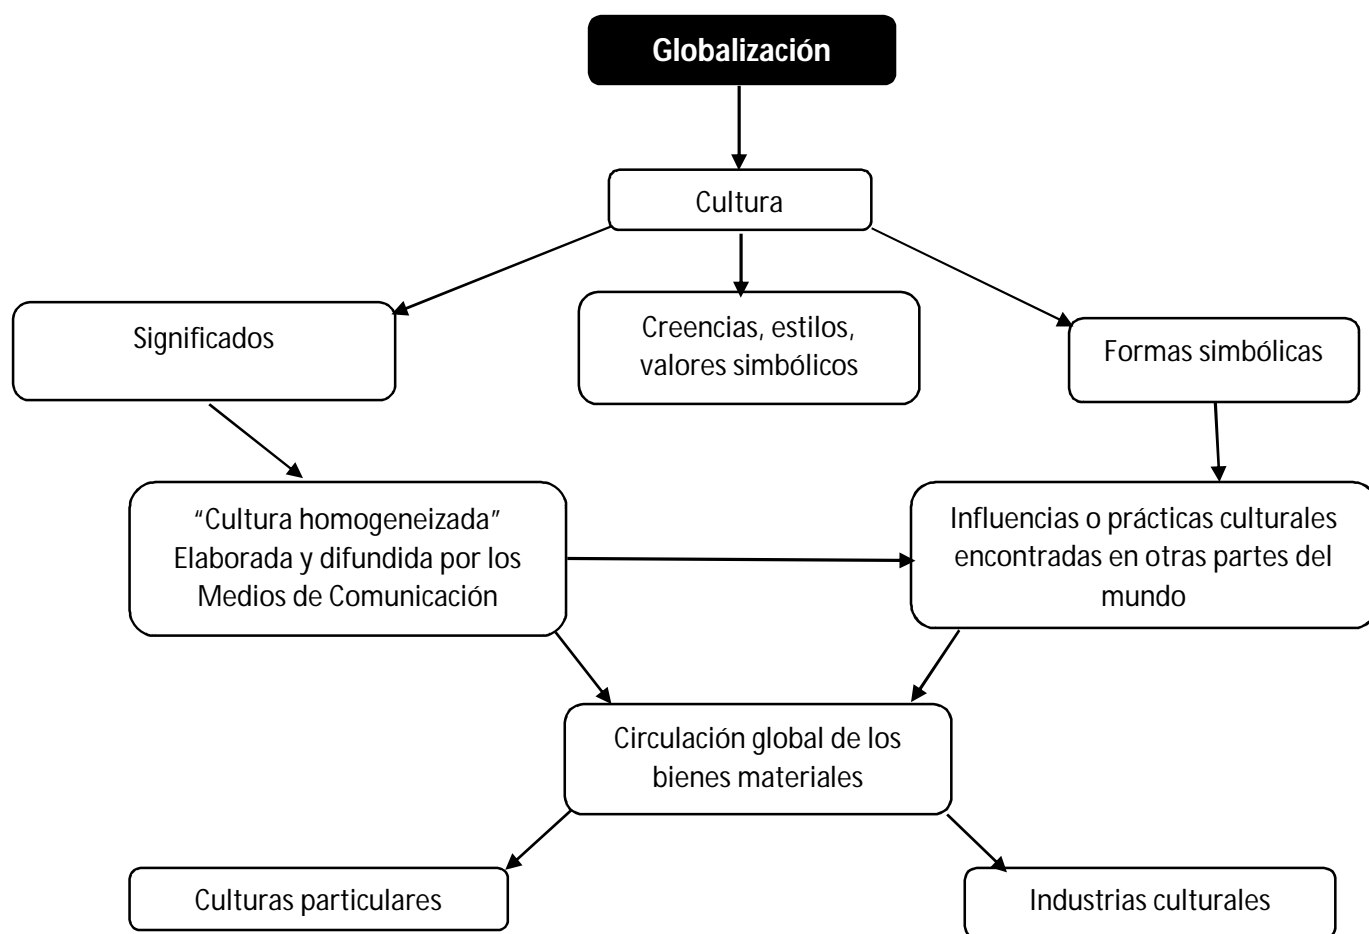 Globalización
Cultura
Significados
Creencias, estilos,
valores simbólicos
Formas simbólicas
“Cultura homogeneizada”
Elaborada y difundida por los
Medios de Comunicación
Influencias o prácticas culturales
encontradas en otras partes del
mundo
Circulación global de los
bienes materiales
Culturas particulares
Industrias culturales